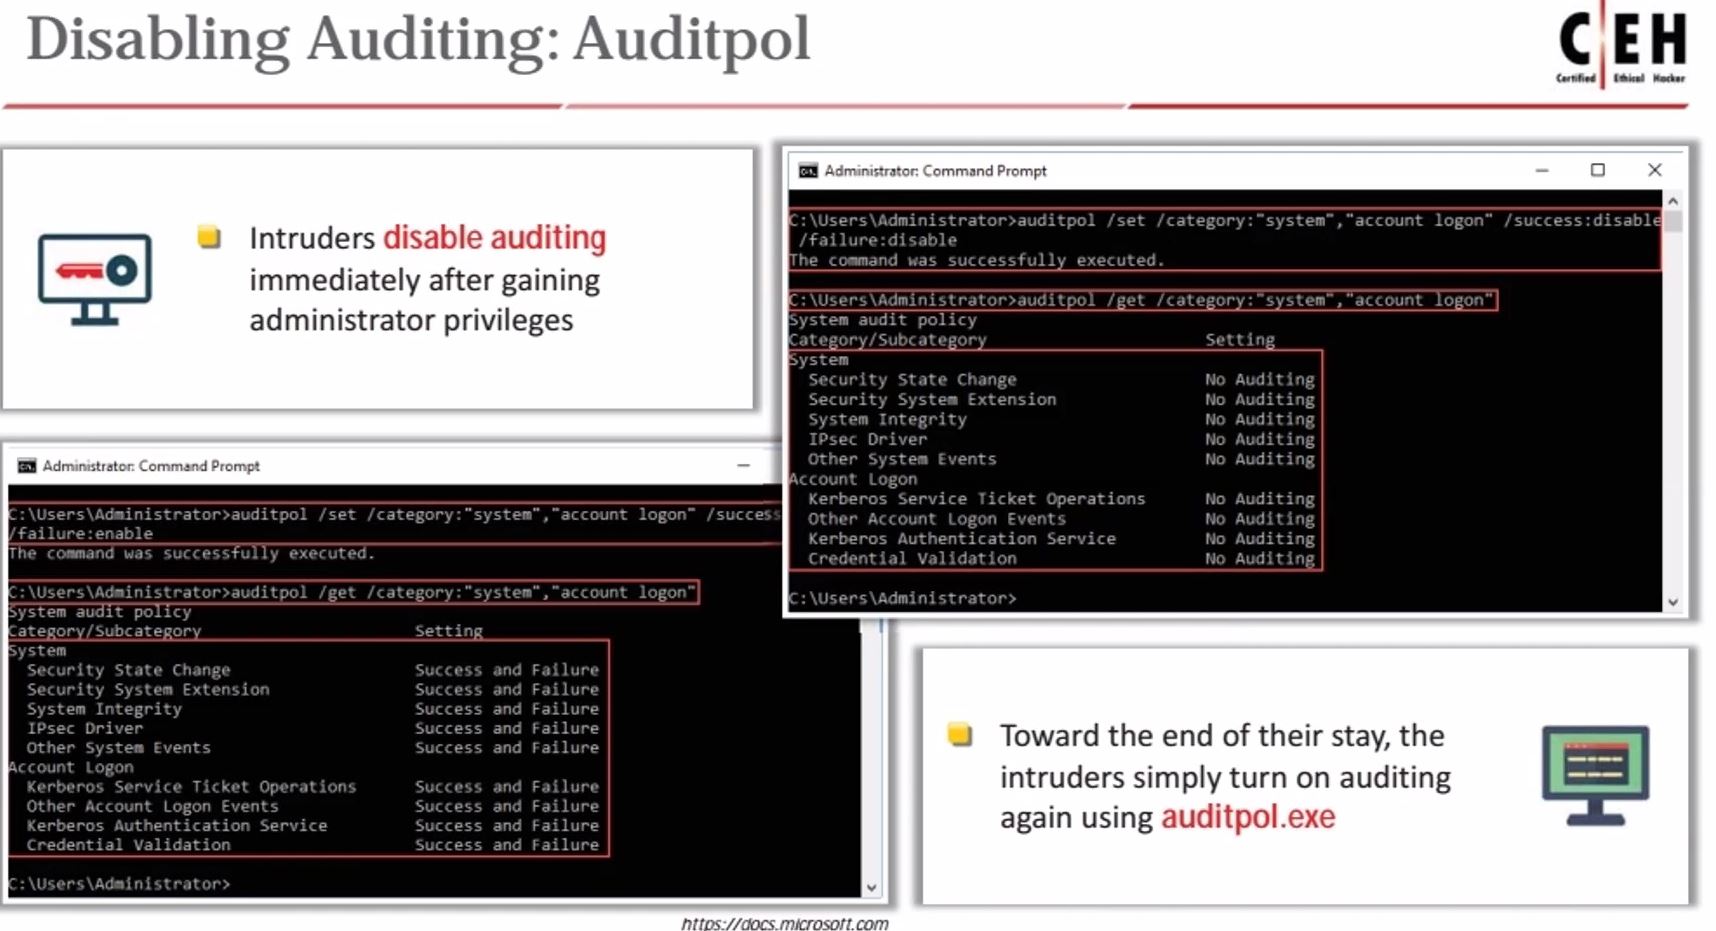 Disabling Auditing: Auditpol
CEH
Certified Ethical Hacker
Intruders disable auditing
immediately after gaining
administrator privileges
Administrator: Command Prompt
C:\Users\Administrator>auditpol /set /category:"system","account logon" /success:disable
/failure:disable
The command was successfully executed.
C:\Users\Administrator>auditpol /get /category:"system","account logon"
System audit policy
Category/Subcategory Setting
System
Security State Change No Auditing
Security System Extension No Auditing
System Integrity No Auditing
IPsec Driver No Auditing
Other System Events No Auditing
Account Logon
Kerberos Service Ticket Operations No Auditing
Other Account Logon Events No Auditing
Kerberos Authentication Service No Auditing
Credential Validation No Auditing
C:\Users\Administrator>
Administrator: Command Prompt
C:\Users\Administrator>auditpol /set /category:"system","account logon" /success
/failure:enable
The command was successfully executed.
C:\Users\Administrator>auditpol /get /category:"system","account logon"
System audit policy
Category/Subcategory Setting
System
Security State Change Success and Failure
Security System Extension Success and Failure
System Integrity Success and Failure
IPsec Driver Success and Failure
Other System Events Success and Failure
Account Logon
Kerberos Service Ticket Operations Success and Failure
Other Account Logon Events Success and Failure
Kerberos Authentication Service Success and Failure
Credential Validation Success and Failure
C:\Users\Administrator>
Toward the end of their stay, the
intruders simply turn on auditing
again using auditpol.exe
https://docs.microsoft.com